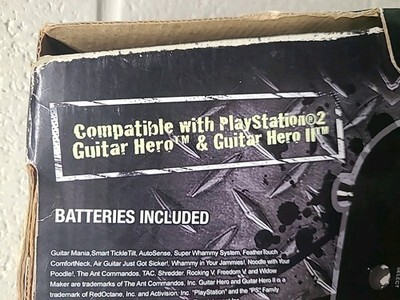 Compatible with PlayStation®2
Guitar Hero™ & Guitar Hero II™
BATTERIES INCLUDED
Guitar Mania, Smart TickleTilt, AutoSense, Super Whammy System, FeatherTouch
ComfortNeck, Air Guitar Just Got Sicker!, Whammy in Your Jammies!, Noodle with Your
Poodle!, The Ant Commandos, TAC, Shredder, Rocking V, Freedom V and Widow
Maker are trademarks of The Ant Commandos, Inc. Guitar Hero and Guitar Hero II are
trademark of RedOctane, Inc. and Activision, Inc. "PlayStation" and the "PS" Family